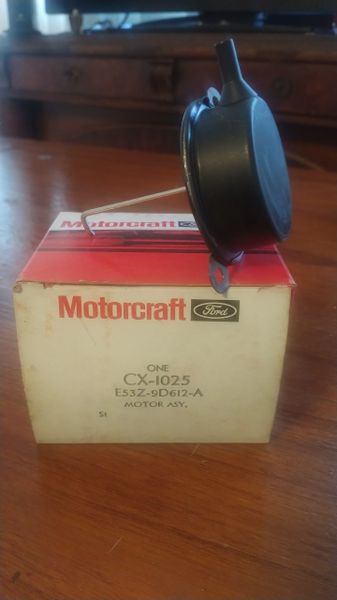 Motorcraft
Motorcraft Ford
ONE
CX-1025
E53Z-9D612-A
MOTOR ASY.